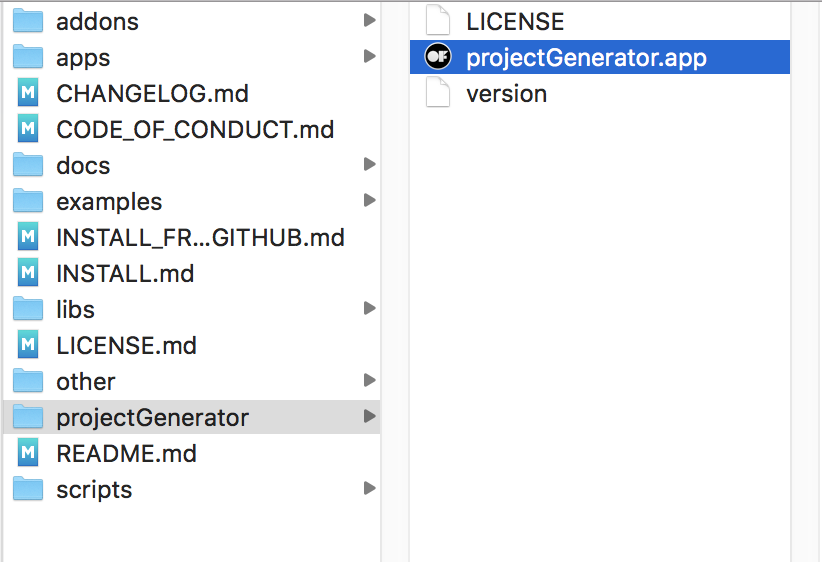 addons
apps
CHANGELOG.md
CODE_OF_CONDUCT.md
docs
examples
INSTALL_FR...GITHUB.md
INSTALL.md
libs
LICENSE.md
other
projectGenerator
README.md
scripts
LICENSE
OF projectGenerator.app
version